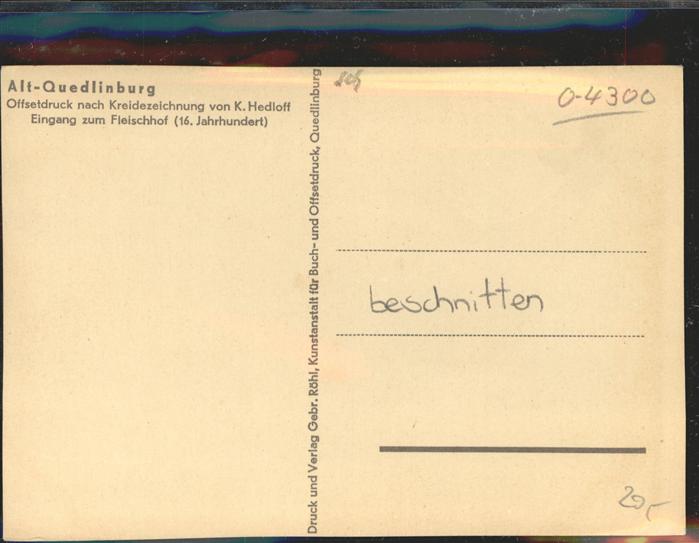 Alt-Quedlinburg
Offsetdruck nach Kreidezeichnung von K. Hedloff
Eingang zum Fleischhof (16. Jahrhundert)
Druck und Verlag Gebr. Röhl, Kunstanstalt für Buch- und Offsetdruck, Quedlinburg
O-4300
beschnitten
20,-